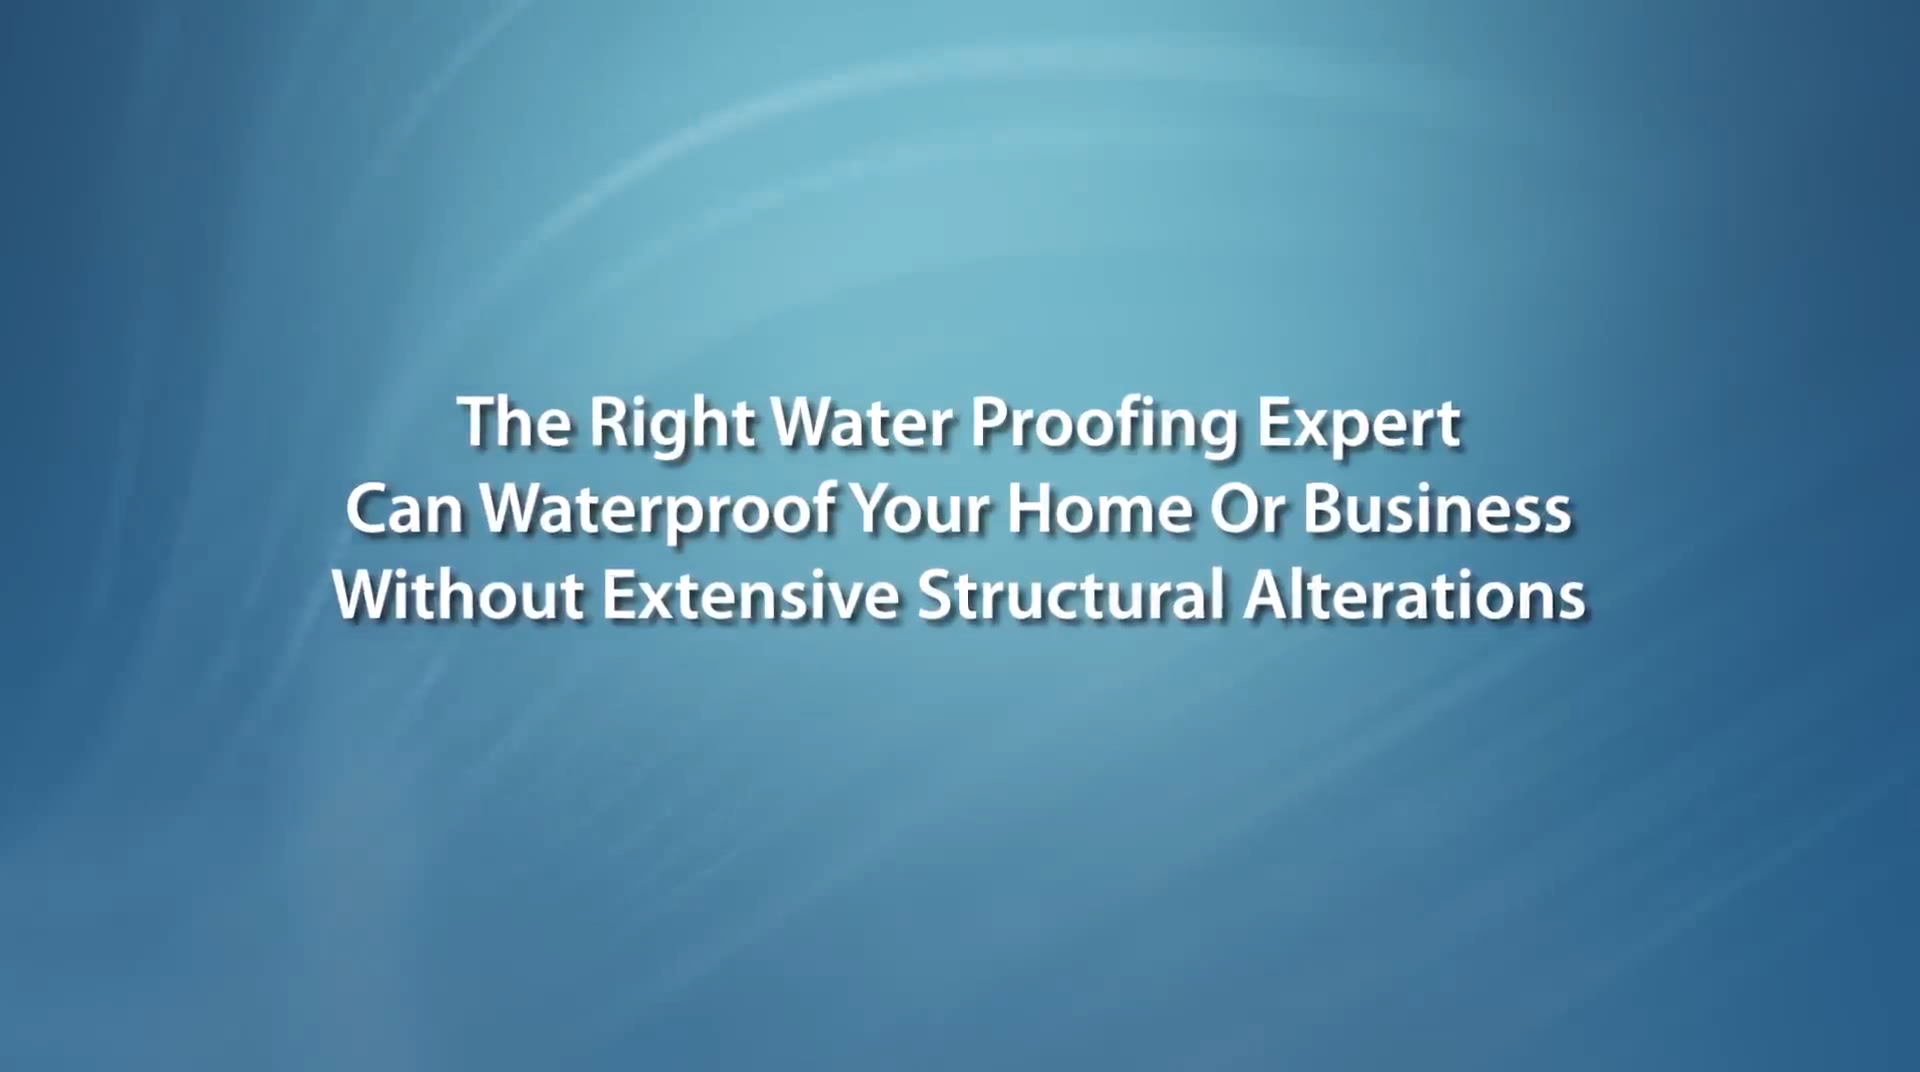 The Right Water Proofing Expert
Can Waterproof Your Home Or Business
Without Extensive Structural Alterations